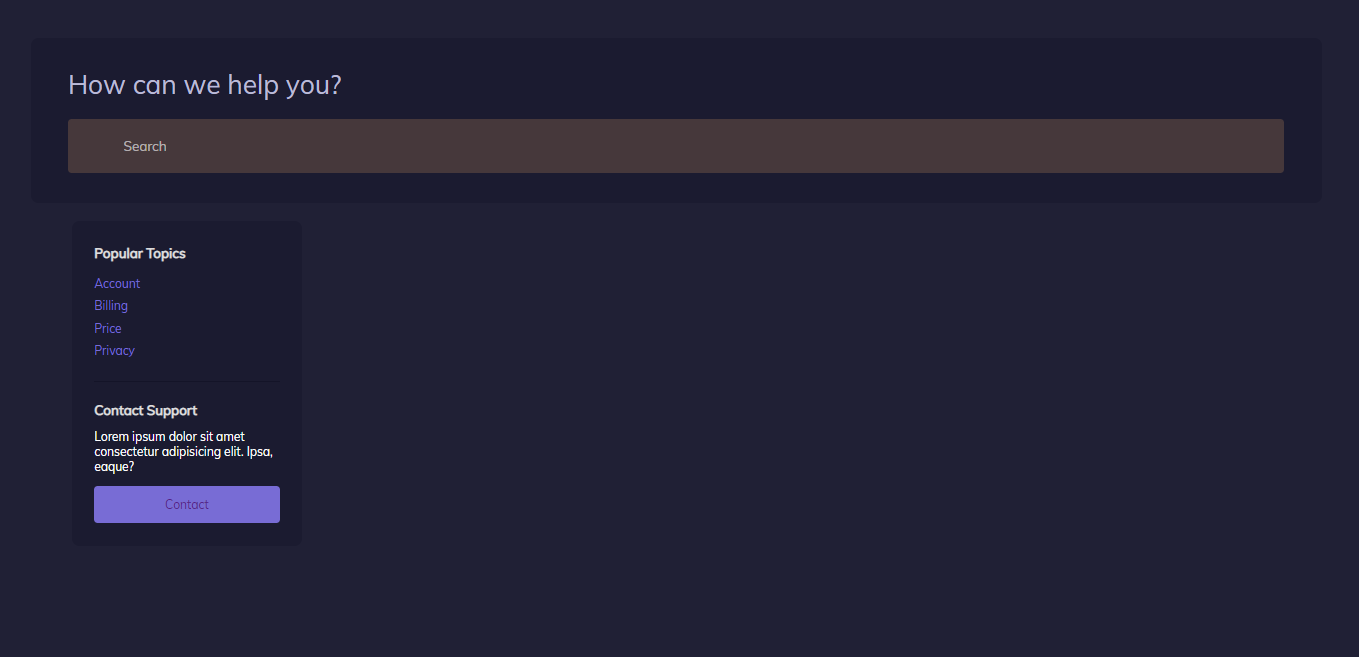 How can we help you?
Search
Popular Topics
Account
Billing
Price
Privacy
Contact Support
Lorem ipsum dolor sit amet
consectetur adipisicing elit. Ipsa,
eaque?
Contact